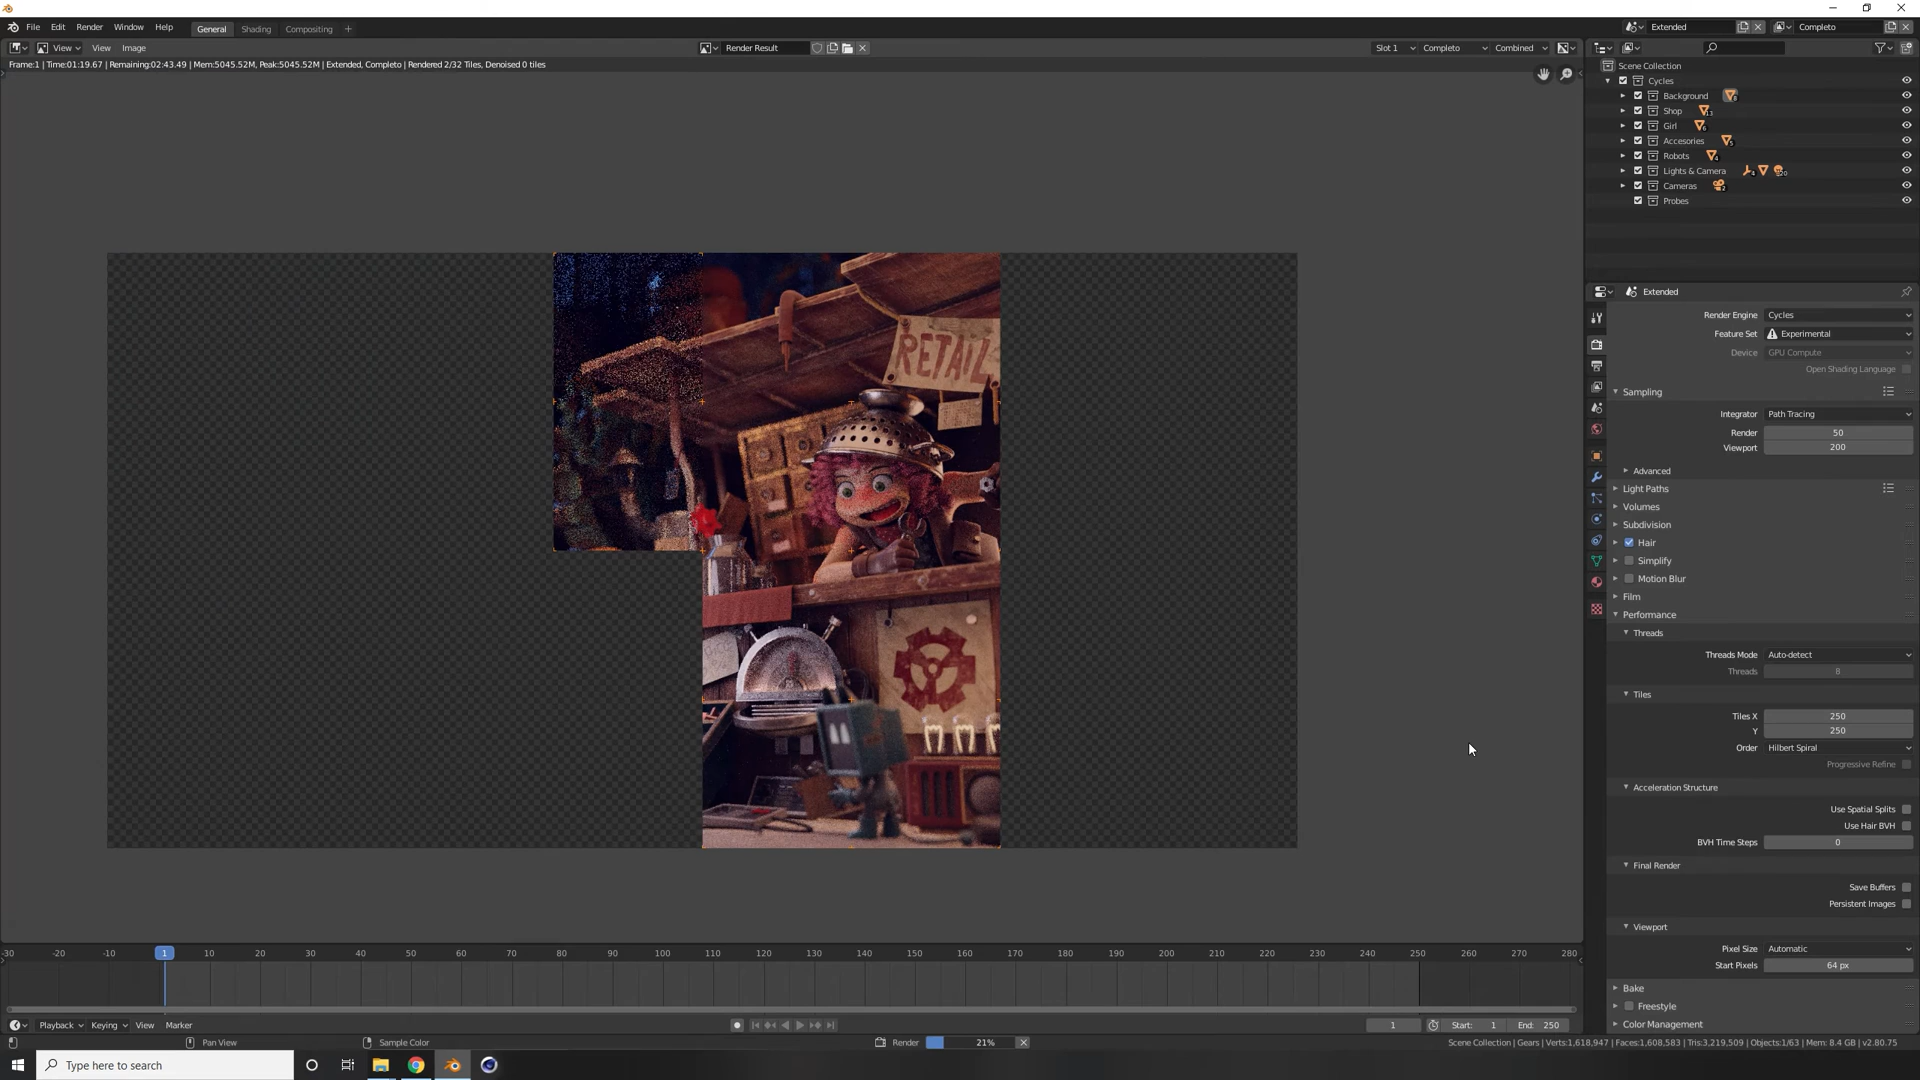 File Edit Render Window Help General Shading Compositing + Extended Completo
View View Image Render Result Slot 1 Completo Combined
Frame:1 | Time:01:19.67 | Remaining:02:43.49 | Mem:5045.52M, Peak:5045.52M | Extended, Completo | Rendered 2/32 Tiles, Denoised 0 tiles
Scene Collection
Cycles
Background
Shop
Girl
Accesories
Robots
Lights & Camera
Cameras
Probes
Extended
Render Engine Cycles
Feature Set Experimental
Device GPU Compute
Open Shading Language
Sampling
Integrator Path Tracing
Render 50
Viewport 200
Advanced
Light Paths
Volumes
Subdivision
Hair
Simplify
Motion Blur
Film
Performance
Threads
Threads Mode Auto-detect
Threads 8
Tiles
Tiles X 250
Y 250
Order Hilbert Spiral
Progressive Refine
Acceleration Structure
Use Spatial Splits
Use Hair BVH
BVH Time Steps 0
Final Render
Save Buffers
Persistent Images
Viewport
Pixel Size Automatic
Start Pixels 64 px
Bake
Freestyle
Color Management
RETAIL
-30 -20 -10 1 10 20 30 40 50 60 70 80 90 100 110 120 130 140 150 160 170 180 190 200 210 220 230 240 250 260 270 280
Playback Keying View Marker 1 Start: 1 End: 250
Pan View Sample Color Render 21% Scene Collection | Gears | Verts:1,618,947 | Faces:1,608,583 | Tris:3,219,509 | Objects:1/63 | Mem: 8.4 GB | v2.80.75
Type here to search